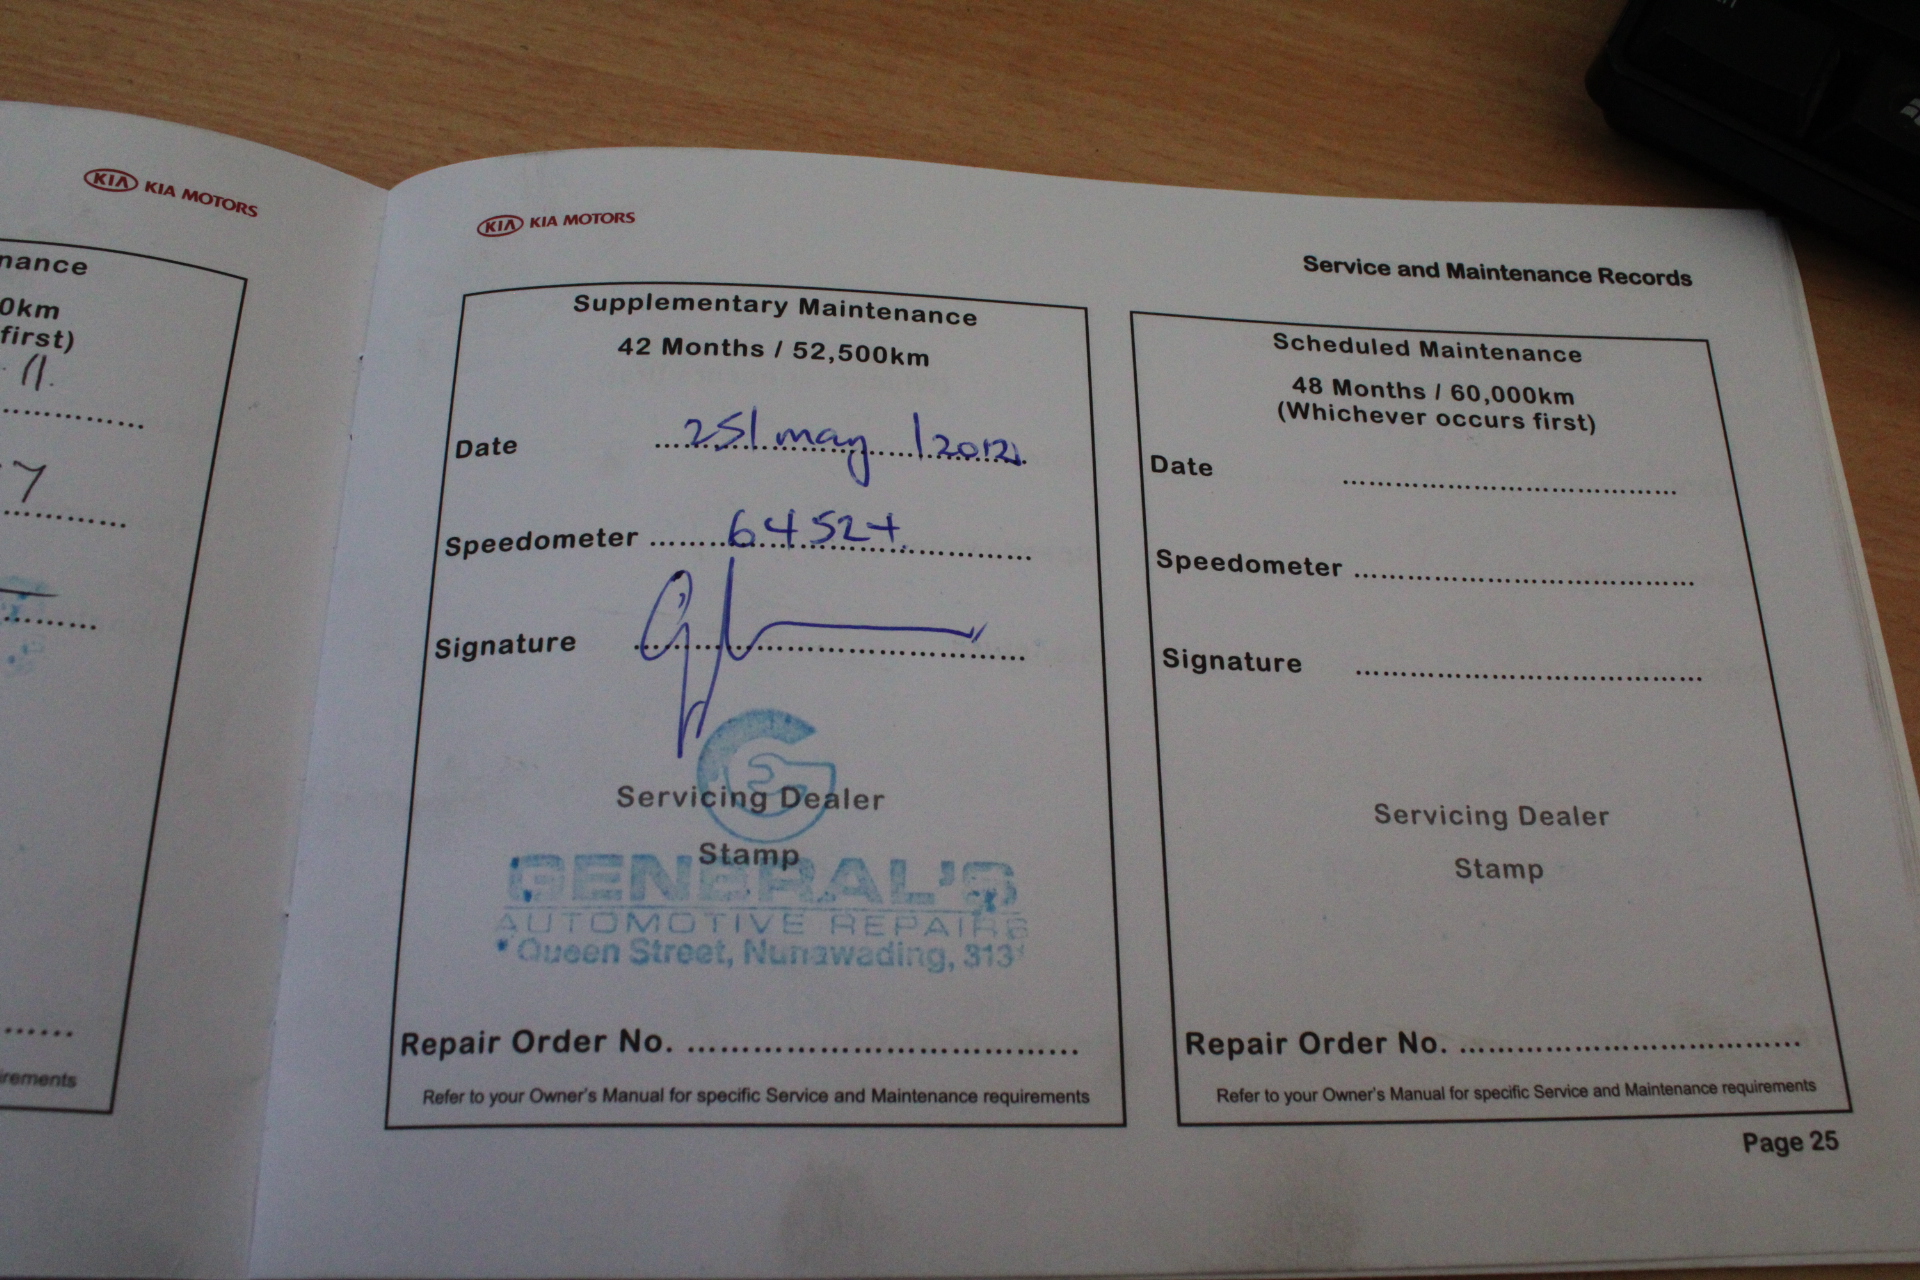 KIA KIA MOTORS
nance
0km
first)
11.
7
irements
KIA KIA MOTORS
Service and Maintenance Records
Supplementary Maintenance
42 Months / 52,500km
Date 25/may/2012
Speedometer 6452
Signature
Servicing Dealer
Stamp
GENERAL'S
AUTOMOTIVE REPAIRS
Queen Street, Nunawading, 313
Repair Order No.
Refer to your Owner's Manual for specific Service and Maintenance requirements
Scheduled Maintenance
48 Months / 60,000km
(Whichever occurs first)
Date
Speedometer
Signature
Servicing Dealer
Stamp
Repair Order No.
Refer to your Owner's Manual for specific Service and Maintenance requirements
Page 25